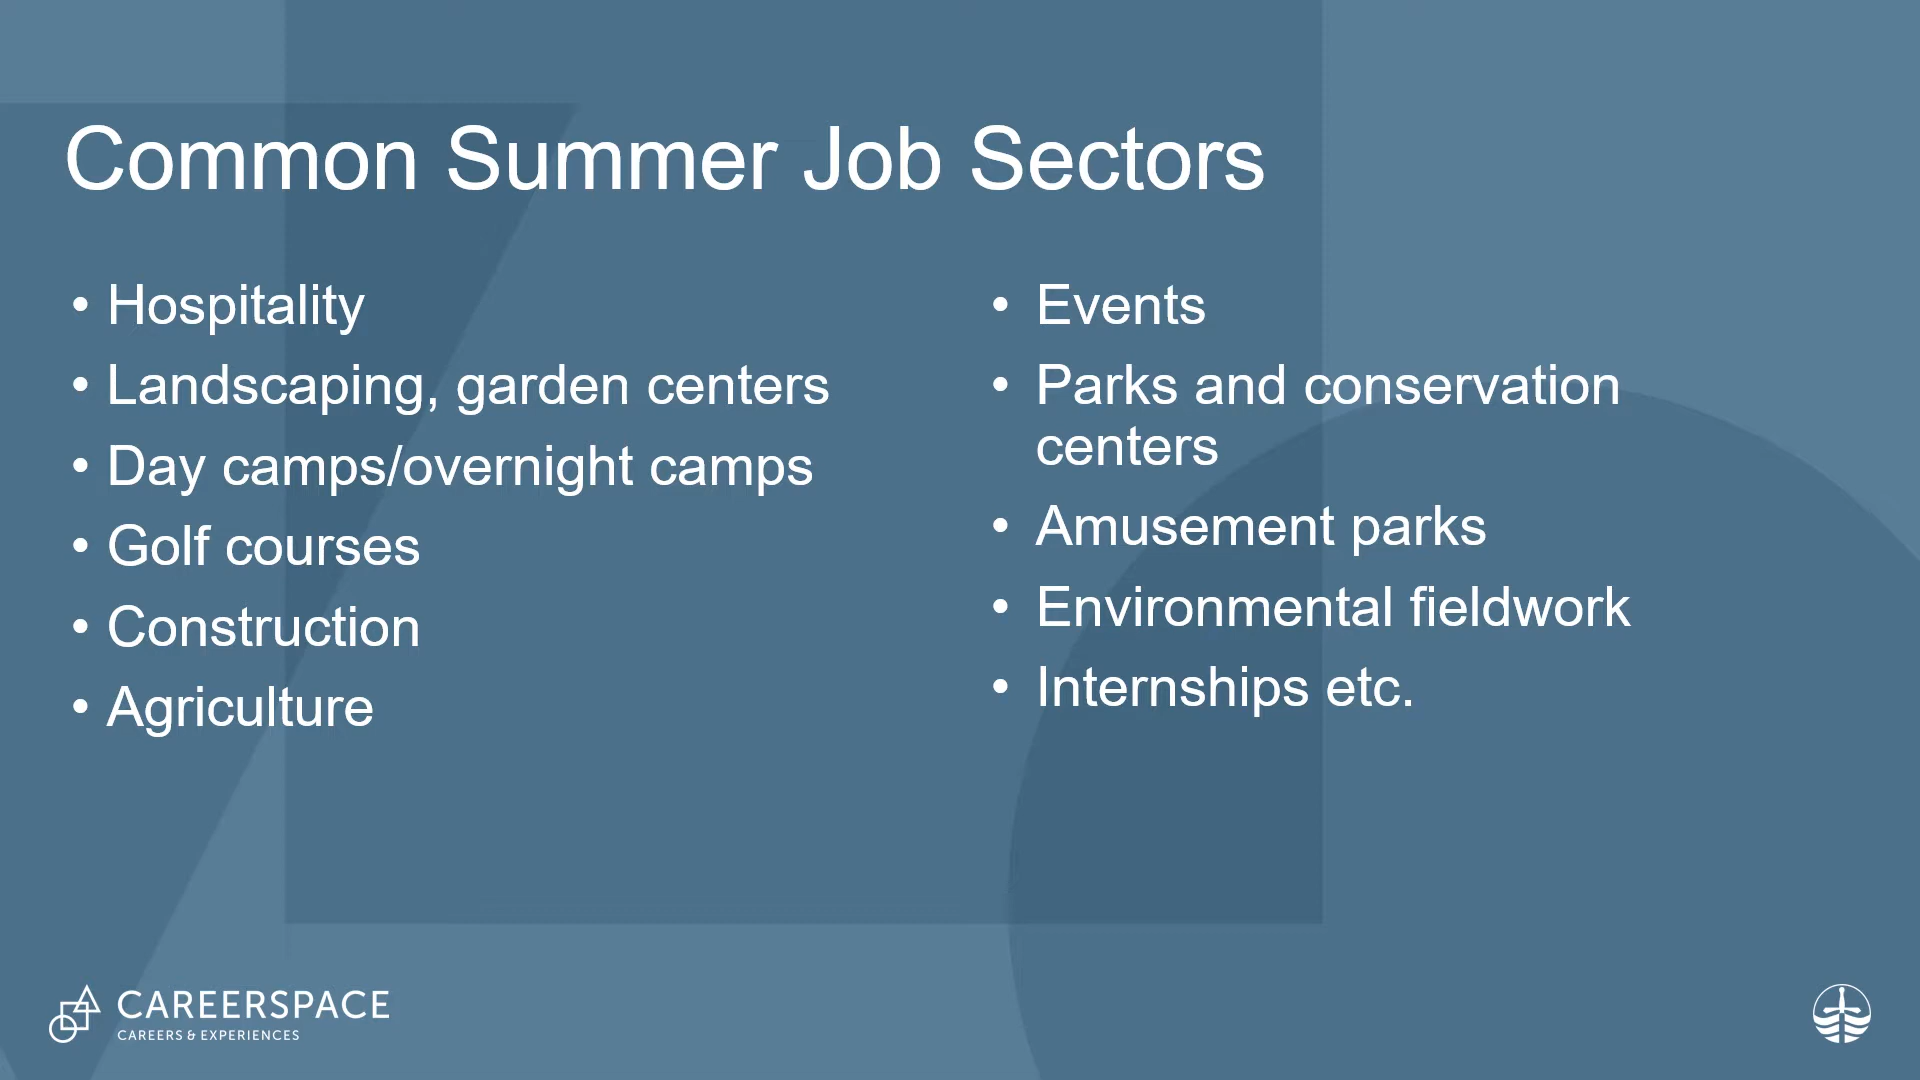 Common Summer Job Sectors
• Hospitality
• Landscaping, garden centers
• Day camps/overnight camps
• Golf courses
• Construction
• Agriculture
• Events
• Parks and conservation
centers
• Amusement parks
• Environmental fieldwork
• Internships etc.
CAREERSPACE
CAREERS & EXPERIENCES